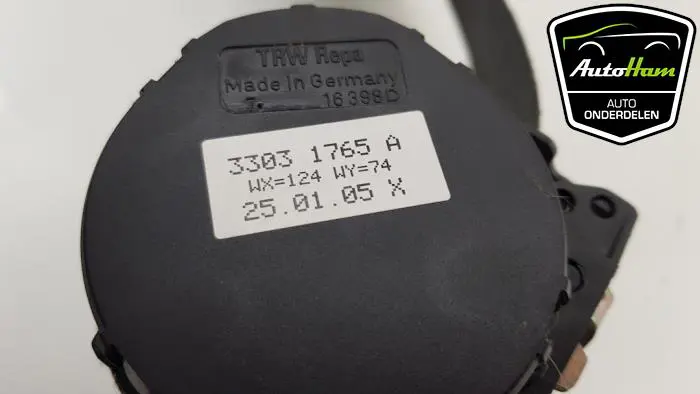 TRW Repa
Made in Germany
7. 16 398 D
3303 1765 A
WX=124 WY=74
25.01.05 X
AutoHam
AUTO
ONDERDELEN